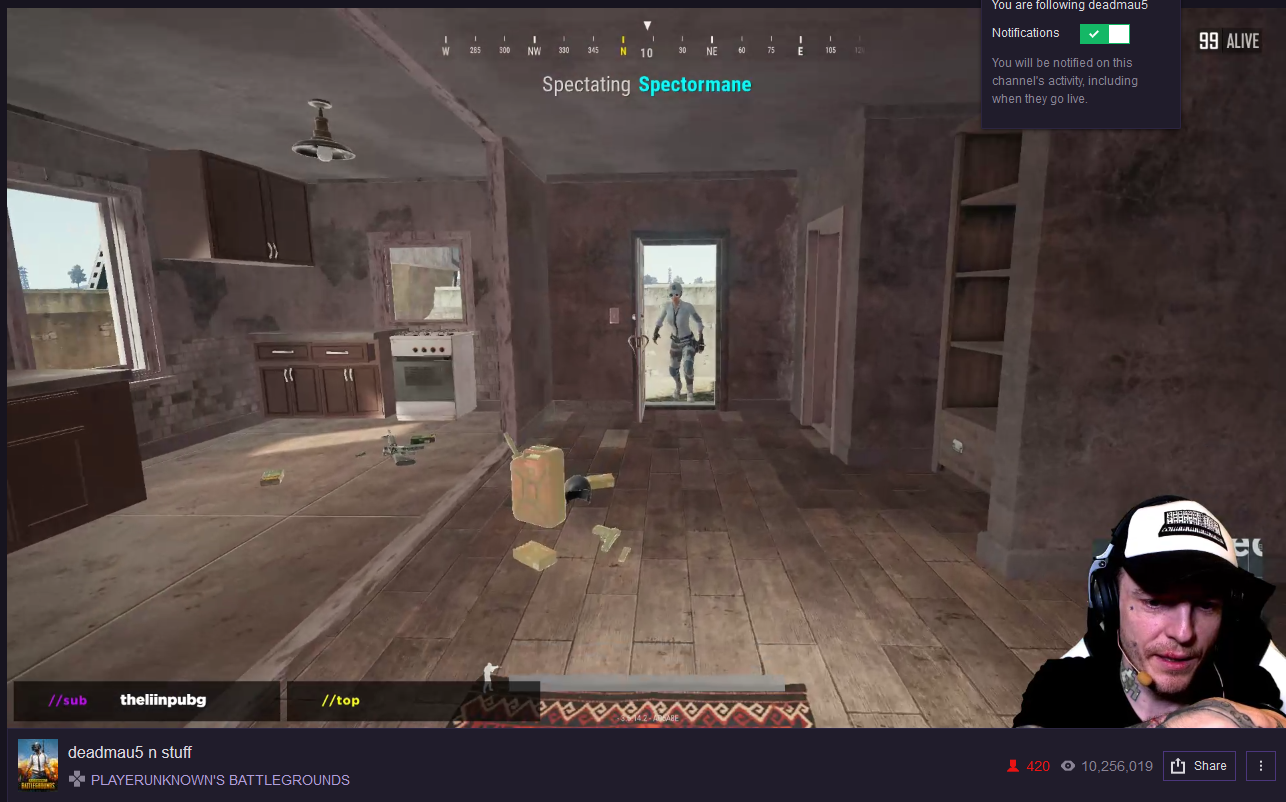 You are following deadmau5
Notifications
You will be notified on this
channel's activity, including
when they go live.
99 ALIVE
W 285 300 NW 330 345 N 10 30 NE 60 75 E 105
Spectating Spectormane
//sub theliinpubg
//top
deadmau5 n stuff
PLAYERUNKNOWN'S BATTLEGROUNDS
420
10,256,019
Share
BATTLEGROUNDS